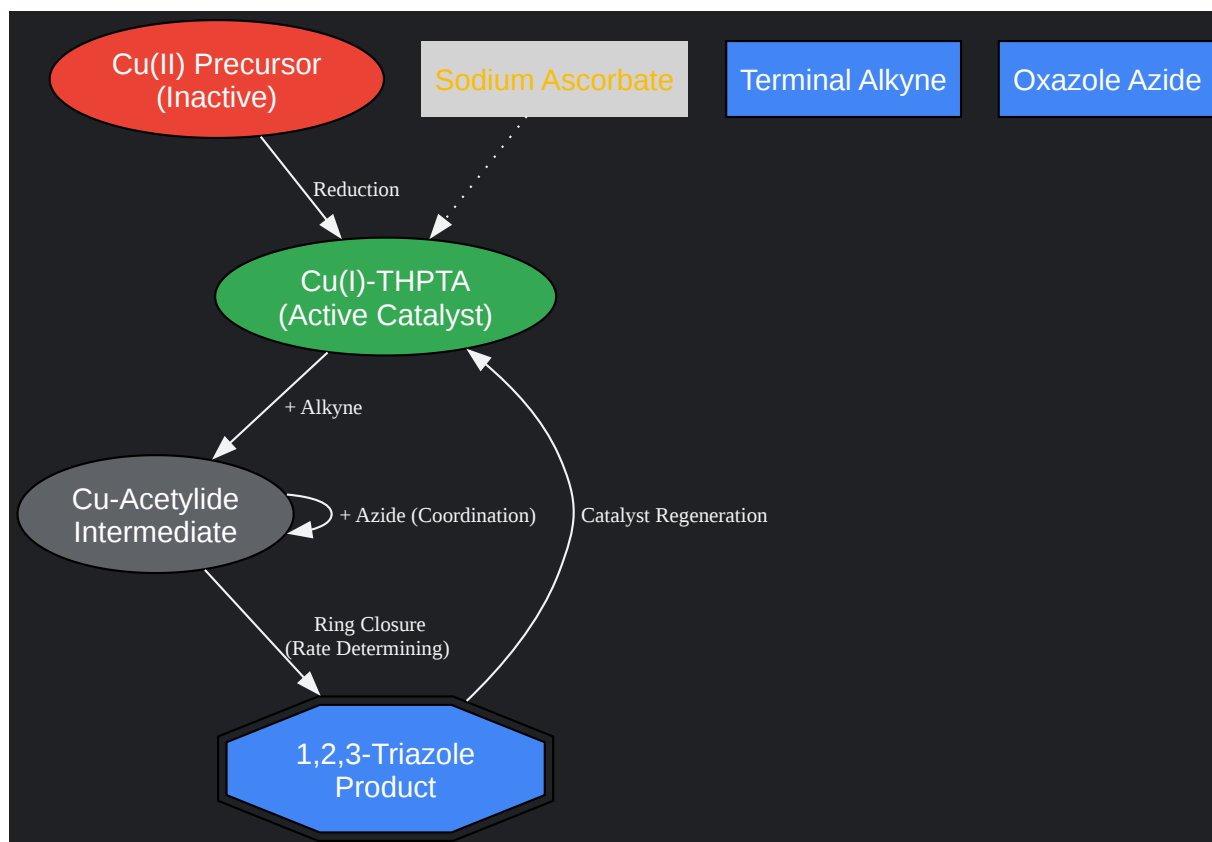 Cu(II) Precursor
(Inactive)
Sodium Ascorbate
Terminal Alkyne
Oxazole Azide
Reduction
Cu(I)-THPTA
(Active Catalyst)
+ Alkyne
Cu-Acetylide
Intermediate
+ Azide (Coordination)
Catalyst Regeneration
Ring Closure
(Rate Determining)
1,2,3-Triazole
Product